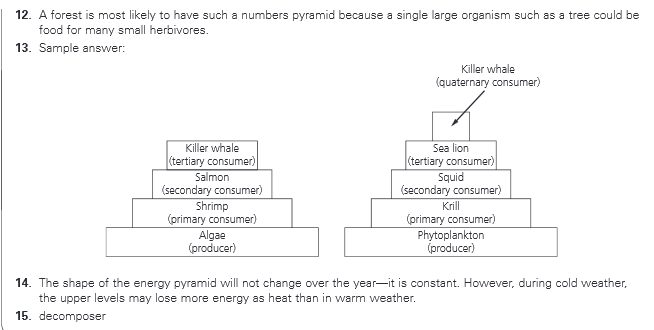 12. A forest is most likely to have such a numbers pyramid because a single large organism such as a tree could be
food for many small herbivores.
13. Sample answer:
Killer whale
(tertiary consumer)
Salmon
(secondary consumer)
Shrimp
(primary consumer)
Algae
(producer)
Killer whale
(quaternary consumer)
Sea lion
(tertiary consumer)
Squid
(secondary consumer)
Krill
(primary consumer)
Phytoplankton
(producer)
14. The shape of the energy pyramid will not change over the year—it is constant. However, during cold weather,
the upper levels may lose more energy as heat than in warm weather.
15. decomposer